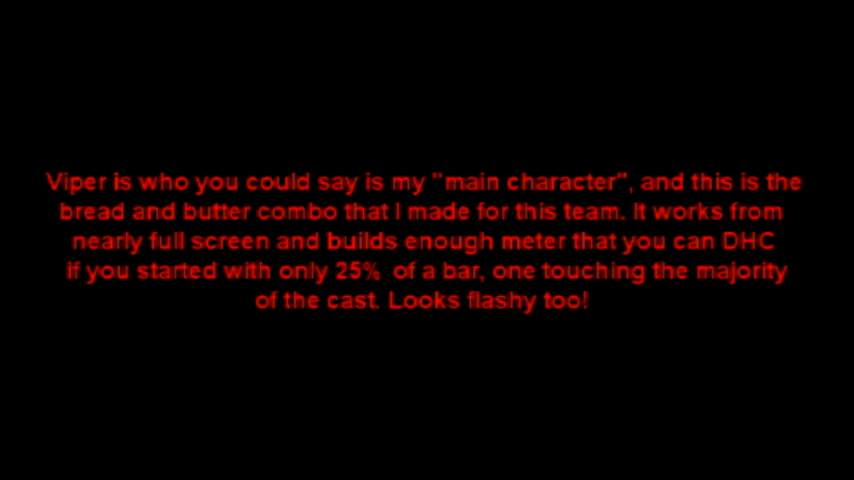 Viper is who you could say is my "main character", and this is the
bread and butter combo that I made for this team. It works from
nearly full screen and builds enough meter that you can DHC
if you started with only 25% of a bar, one touching the majority
of the cast. Looks flashy too!